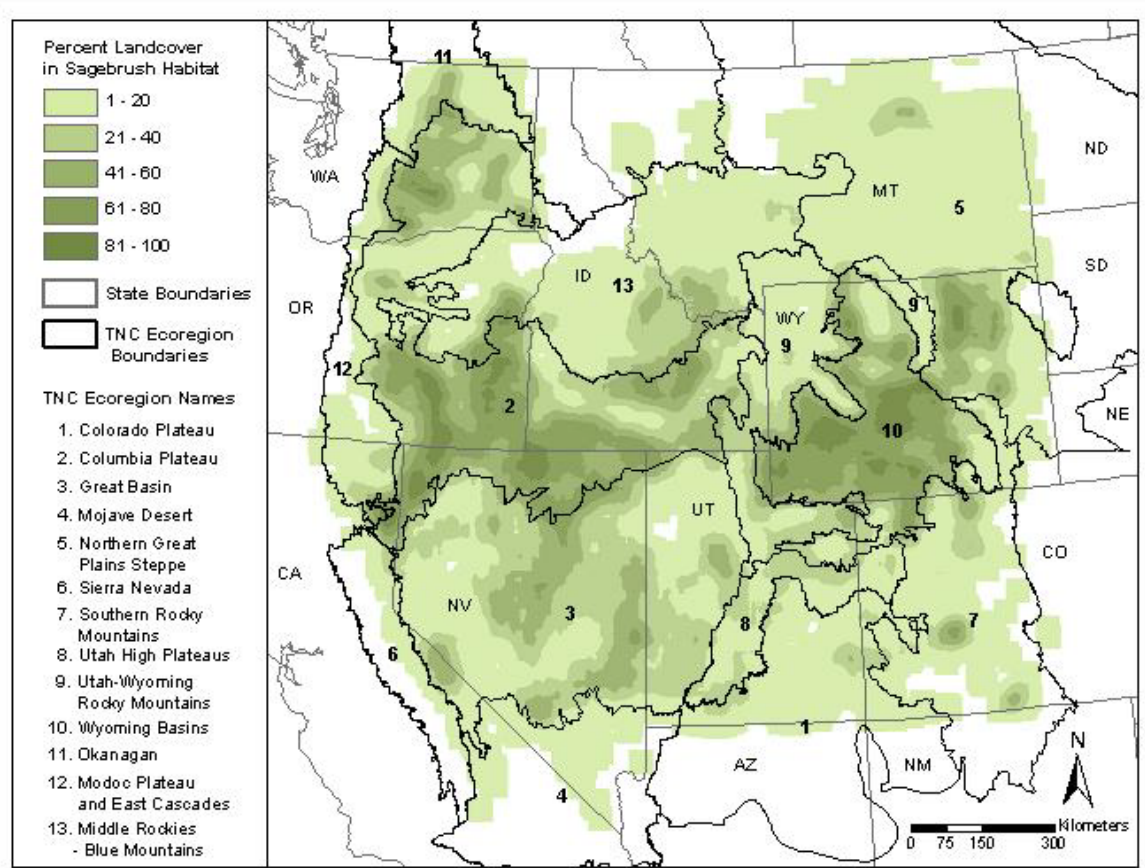 Percent Landcover
in Sagebrush Habitat
1 - 20
21 - 40
41 - 60
61 - 80
81 - 100
State Boundaries
TNC Ecoregion
Boundaries
TNC Ecoregion Names
1. Colorado Plateau
2. Columbia Plateau
3. Great Basin
4. Mojave Desert
5. Northern Great
Plains Steppe
6. Sierra Nevada
7. Southern Rocky
Mountains
8. Utah High Plateaus
9. Utah-Wyoming
Rocky Mountains
10. Wyoming Basins
11. Okanagan
12. Modoc Plateau
and East Cascades
13. Middle Rockies
- Blue Mountains
11
WA
ND
MT
5
OR
ID
13
SD
9
WY
9
12
2
10
NE
UT
CO
CA
NV
3
8
7
6
1
AZ
NM
N
4
Kilometers
0 75 150 300